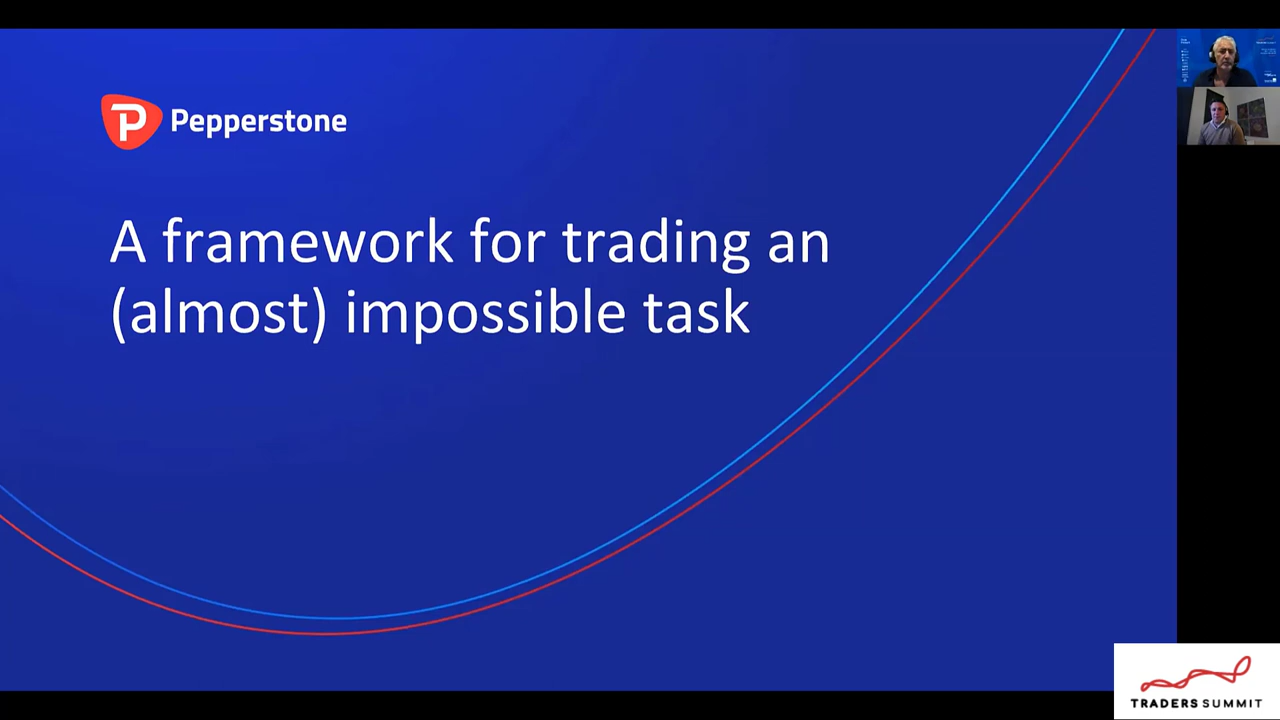 Pepperstone
A framework for trading an
(almost) impossible task
TRADERS SUMMIT